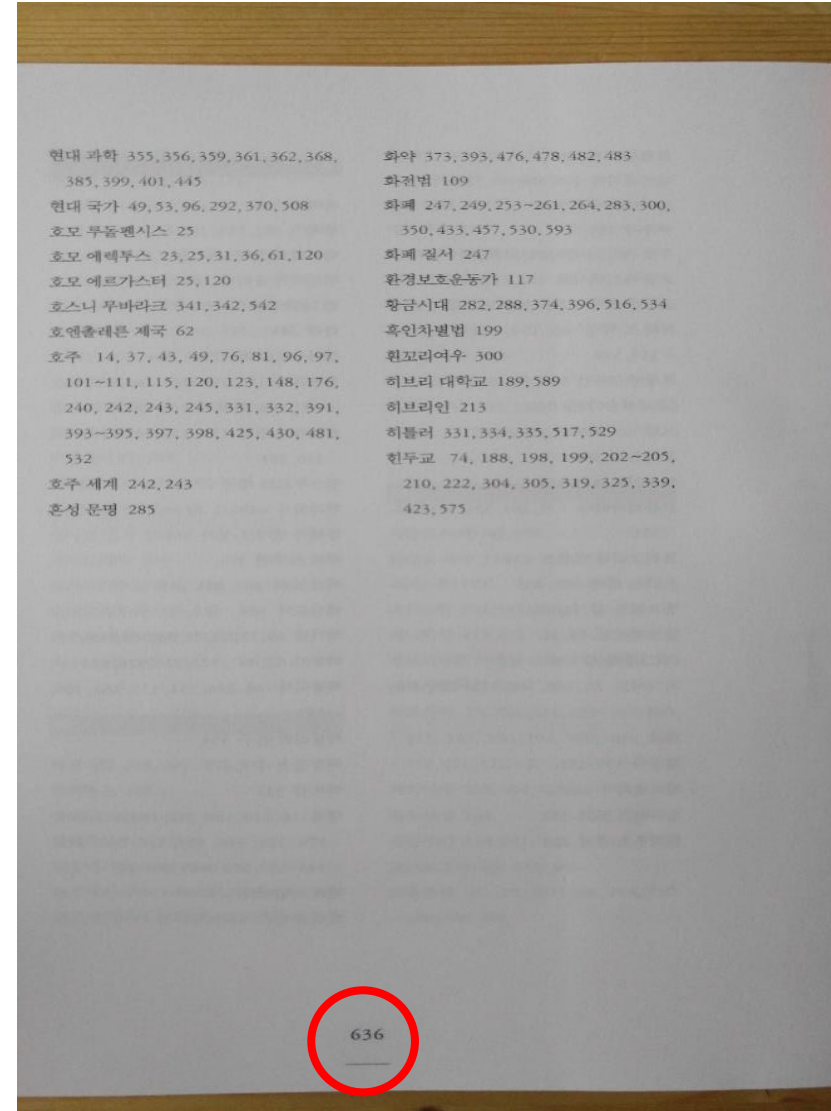 현대 과학 355, 356, 359, 361, 362, 368,
385, 399, 401, 445
현대 국가 49, 53, 96, 292, 370, 508
호모 루돌펜시스 25
호모 에렉투스 23, 25, 31, 36, 61, 120
호모 에르가스터 25, 120
호스니 무바라크 341, 342, 542
호엔촐레른 제국 62
호주 14, 37, 43, 49, 76, 81, 96, 97,
101~111, 115, 120, 123, 148, 176,
240, 242, 243, 245, 331, 332, 391,
393~395, 397, 398, 425, 430, 481,
532
호주 세계 242, 243
혼성 문명 285
화약 373, 393, 476, 478, 482, 483
화전법 109
화폐 247, 249, 253~261, 264, 283, 300,
350, 433, 457, 530, 593
화폐 질서 247
환경보호운동가 117
황금시대 282, 288, 374, 396, 516, 534
흑인차별법 199
흰꼬리여우 300
히브리 대학교 189, 589
히브리인 213
히틀러 331, 334, 335, 517, 529
힌두교 74, 188, 198, 199, 202~205,
210, 222, 304, 305, 319, 325, 339,
423, 575
636